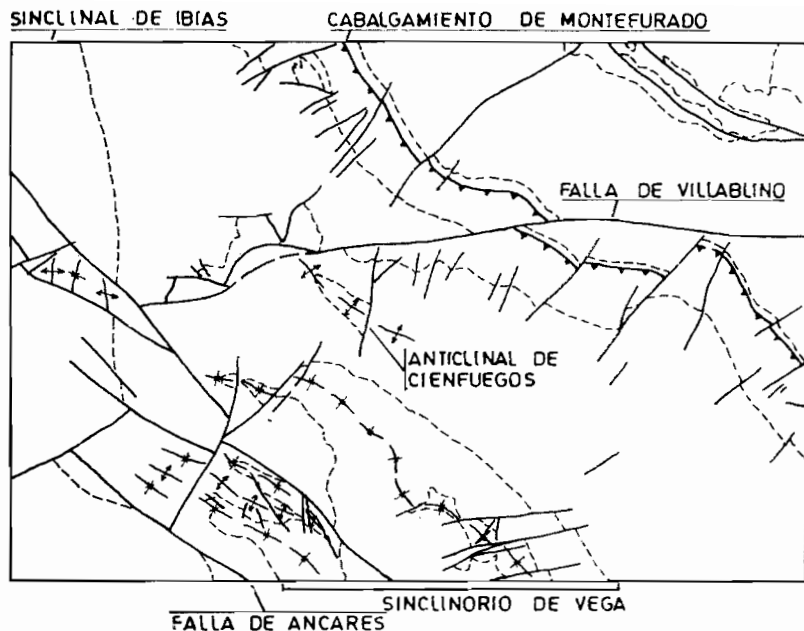 SINCLINAL DE IBIAS
CABALGAMIENTO DE MONTEFURADO
FALLA DE VILLABLINO
ANTICLINAL DE
CIENFUEGOS
SINCLINORIO DE VEGA
FALLA DE ANCARES